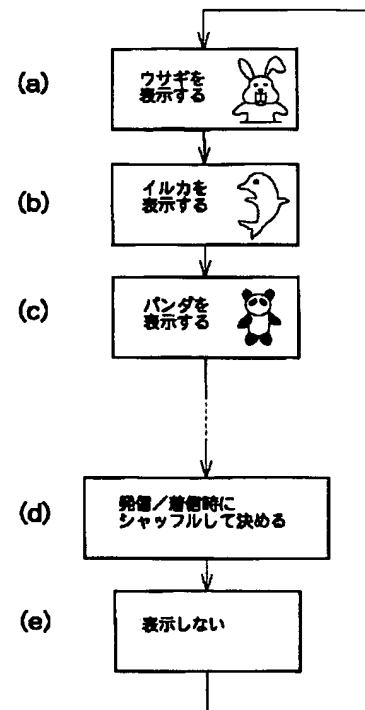 (a)
ウサギを
表示する
(b)
イルカを
表示する
(c)
パンダを
表示する
(d)
発信/着信時に
シャッフルして決める
(e)
表示しない